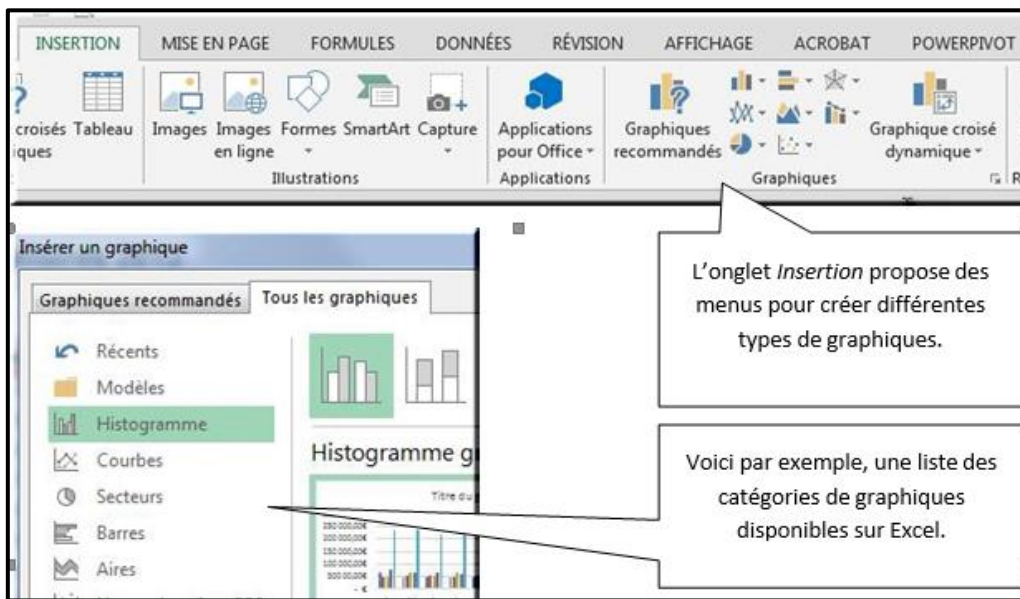 INSERTION MISE EN PAGE FORMULES DONNÉES RÉVISION AFFICHAGE ACROBAT POWERPIVOT
croisés Tableau Images Images Formes SmartArt Capture Applications Graphiques Graphique croisé
iques en ligne pour Office recommandés dynamique
Illustrations Applications Graphiques R
Insérer un graphique
Graphiques recommandés Tous les graphiques
Récents
Modèles
Histogramme
Courbes
Secteurs
Barres
Aires
Histogramme g
Titre du
L'onglet Insertion propose des
menus pour créer différentes
types de graphiques.
Voici par exemple, une liste des
catégories de graphiques
disponibles sur Excel.